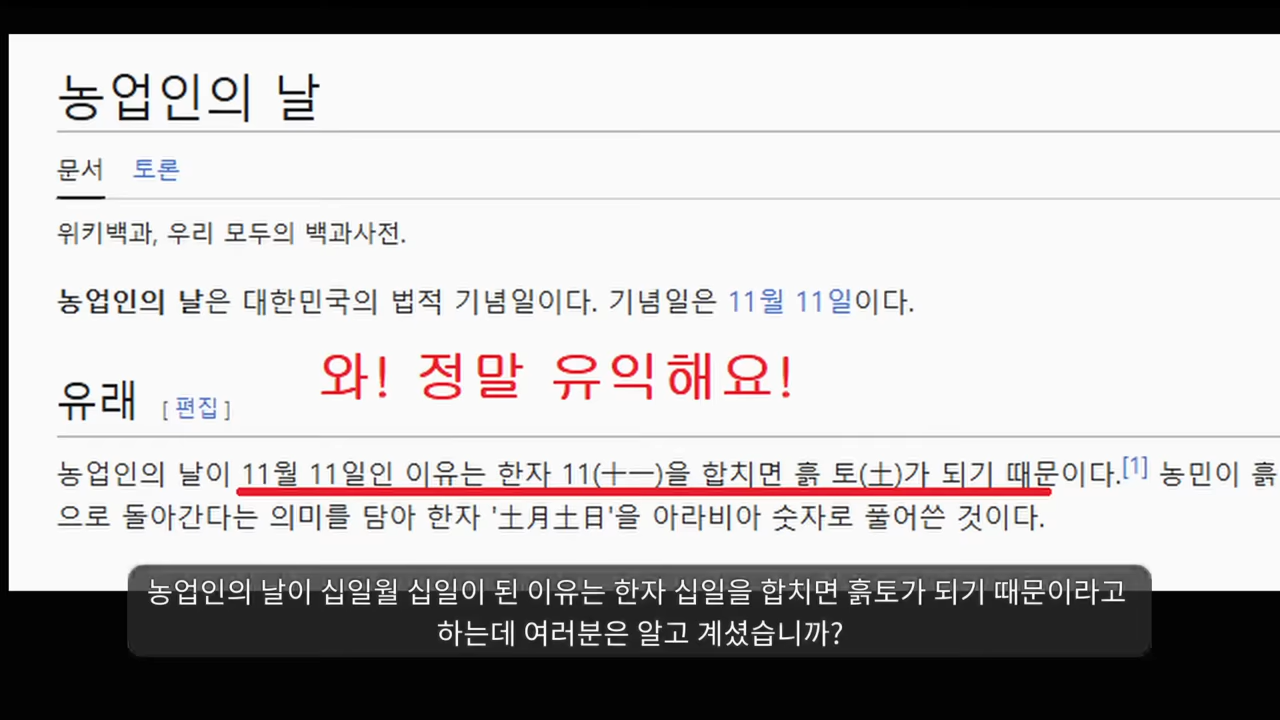 농업인의 날
문서 토론
위키백과, 우리 모두의 백과사전.
농업인의 날은 대한민국의 법적 기념일이다. 기념일은 11월 11일이다.
와! 정말 유익해요!
유래 [ 편집 ]
농업인의 날이 11월 11일인 이유는 한자 11(十一)을 합치면 흙 토(土)가 되기 때문이다.[1] 농민이 흙
으로 돌아간다는 의미를 담아 한자 '土月土日'을 아라비아 숫자로 풀어쓴 것이다.
농업인의 날이 십일월 십일이 된 이유는 한자 십일을 합치면 흙토가 되기 때문이라고
하는데 여러분은 알고 계셨습니까?